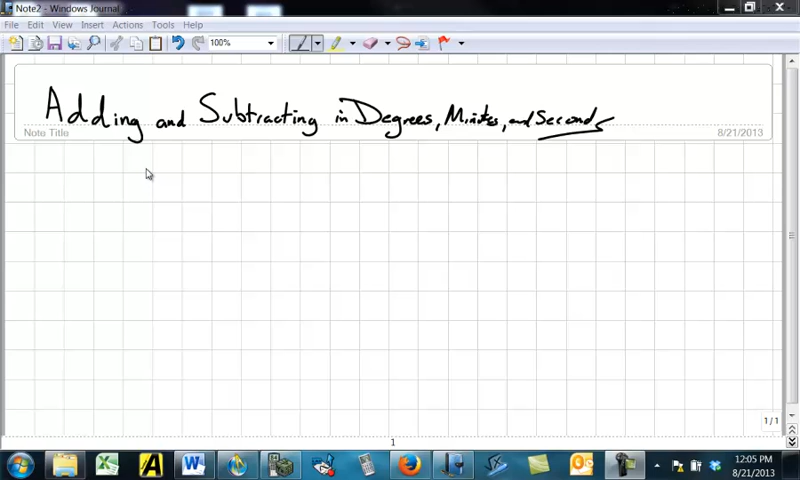 Note2 - Windows Journal
File Edit View Insert Actions Tools Help
100%
Adding and Subtracting in Degrees, Minutes, and Seconds
Note Title
8/21/2013
1 / 1
1
12:05 PM
8/21/2013